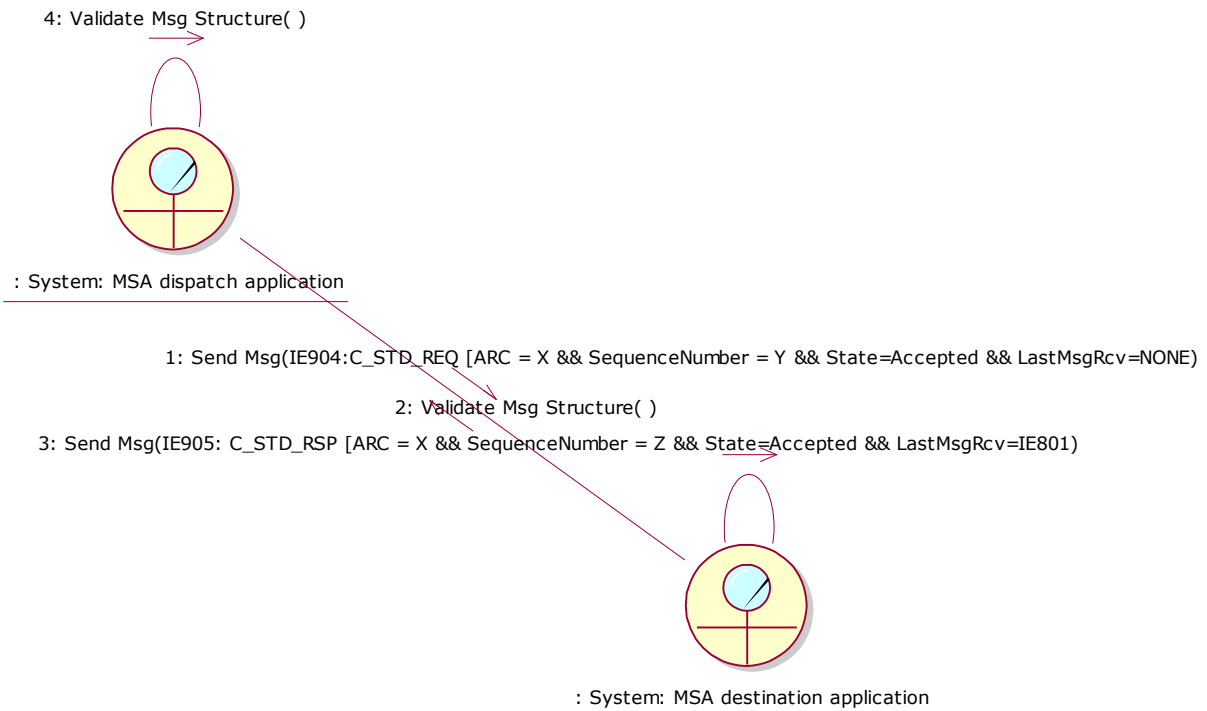 4: Validate Msg Structure( )
: System: MSA dispatch application
1: Send Msg(IE904:C_STD_REQ [ARC = X && SequenceNumber = Y && State=Accepted && LastMsgRcv=NONE)
2: Validate Msg Structure( )
3: Send Msg(IE905: C_STD_RSP [ARC = X && SequenceNumber = Z && State=Accepted && LastMsgRcv=IE801)
: System: MSA destination application